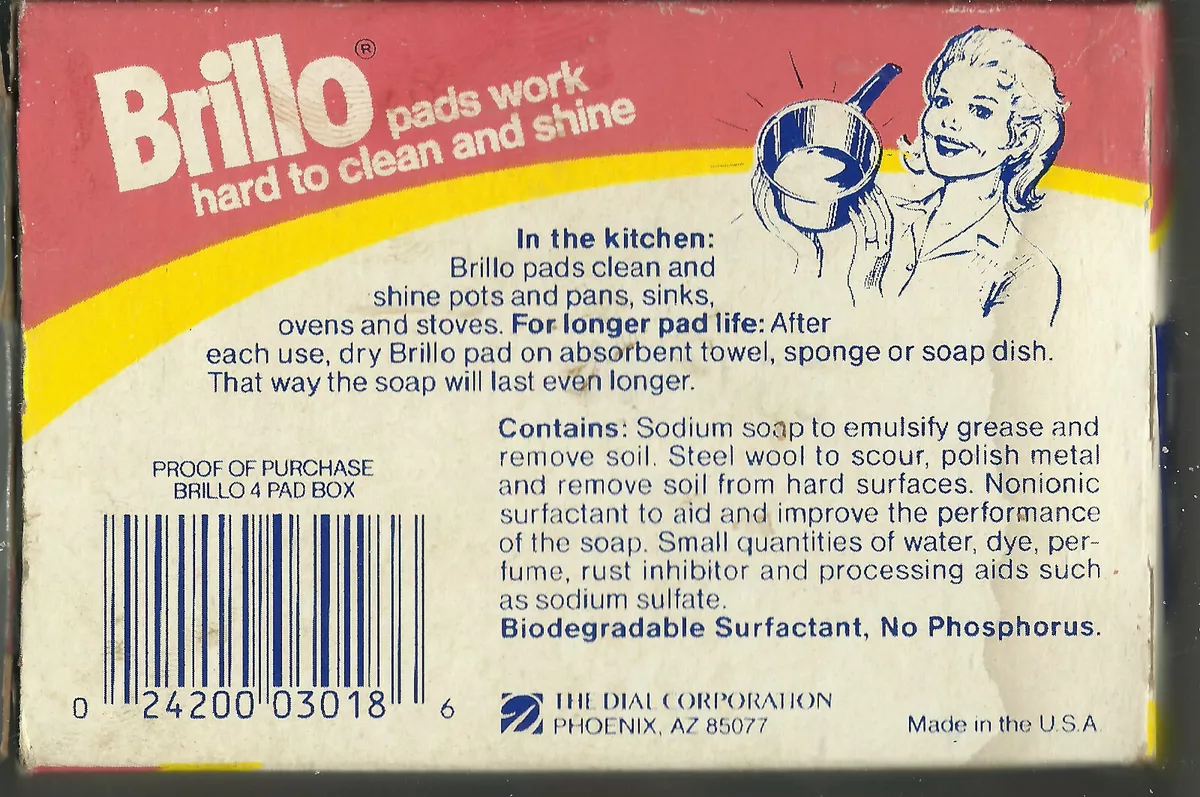 Brillo®
pads work
hard to clean and shine
In the kitchen:
Brillo pads clean and
shine pots and pans, sinks,
ovens and stoves. For longer pad life: After
each use, dry Brillo pad on absorbent towel, sponge or soap dish.
That way the soap will last even longer.
Contains: Sodium soap to emulsify grease and
remove soil. Steel wool to scour, polish metal
and remove soil from hard surfaces. Nonionic
surfactant to aid and improve the performance
of the soap. Small quantities of water, dye, per-
fume, rust inhibitor and processing aids such
as sodium sulfate.
Biodegradable Surfactant, No Phosphorus.
PROOF OF PURCHASE
BRILLO 4 PAD BOX
0 24200 03018 6
THE DIAL CORPORATION
PHOENIX, AZ 85077
Made in the U.S.A.